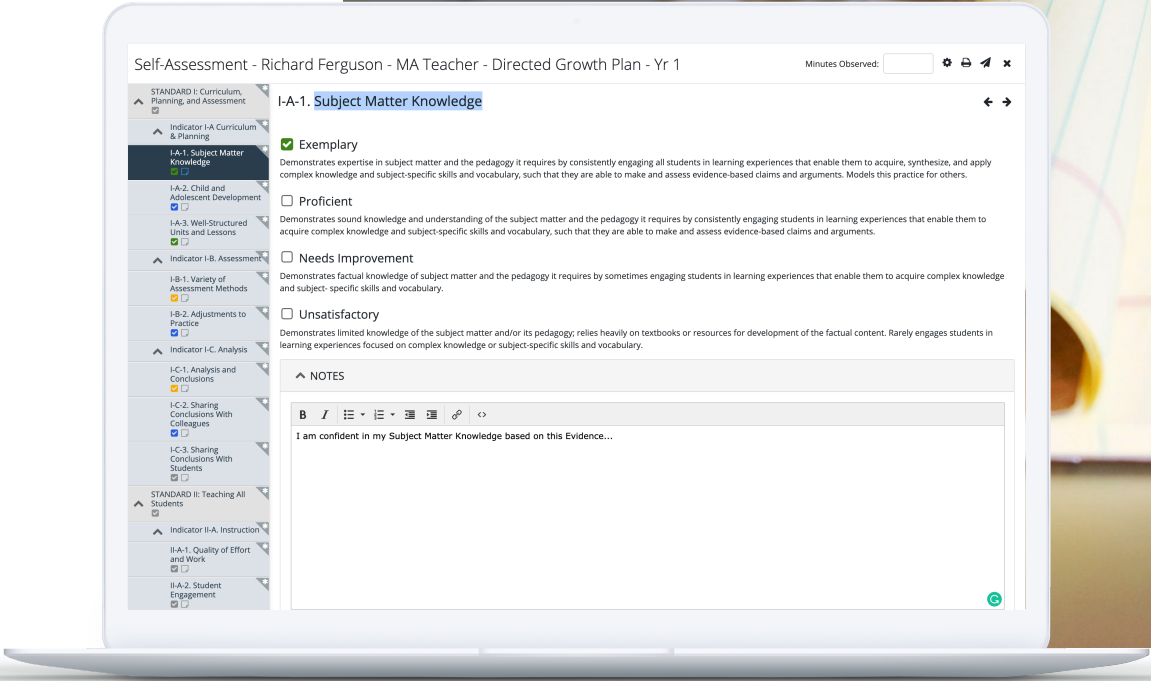 Self-Assessment - Richard Ferguson - MA Teacher - Directed Growth Plan - Yr 1
Minutes Observed:
STANDARD I: Curriculum,
Planning, and Assessment
Indicator I-A Curriculum
& Planning
I-A-1. Subject Matter
Knowledge
I-A-2. Child and
Adolescent Development
I-A-3. Well-Structured
Units and Lessons
Indicator I-B. Assessment
I-B-1. Variety of
Assessment Methods
I-B-2. Adjustments to
Practice
Indicator I-C. Analysis
I-C-1. Analysis and
Conclusions
I-C-2. Sharing
Conclusions With
Colleagues
I-C-3. Sharing
Conclusions With
Students
STANDARD II: Teaching All
Students
Indicator II-A. Instruction
II-A-1. Quality of Effort
and Work
II-A-2. Student
Engagement
I-A-1. Subject Matter Knowledge
Exemplary
Demonstrates expertise in subject matter and the pedagogy it requires by consistently engaging all students in learning experiences that enable them to acquire, synthesize, and apply
complex knowledge and subject-specific skills and vocabulary, such that they are able to make and assess evidence-based claims and arguments. Models this practice for others.
Proficient
Demonstrates sound knowledge and understanding of the subject matter and the pedagogy it requires by consistently engaging students in learning experiences that enable them to
acquire complex knowledge and subject-specific skills and vocabulary, such that they are able to make and assess evidence-based claims and arguments.
Needs Improvement
Demonstrates factual knowledge of subject matter and the pedagogy it requires by sometimes engaging students in learning experiences that enable them to acquire complex knowledge
and subject- specific skills and vocabulary.
Unsatisfactory
Demonstrates limited knowledge of the subject matter and/or its pedagogy; relies heavily on textbooks or resources for development of the factual content. Rarely engages students in
learning experiences focused on complex knowledge or subject-specific skills and vocabulary.
NOTES
B I
I am confident in my Subject Matter Knowledge based on this Evidence...